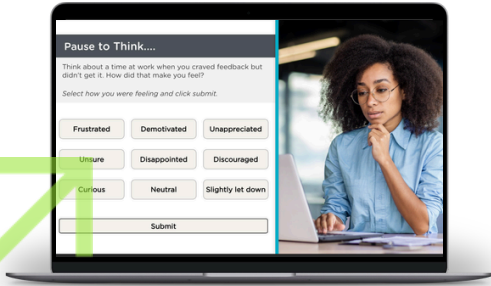 Pause to Think....
Think about a time at work when you craved feedback but
didn't get it. How did that make you feel?
Select how you were feeling and click submit.
Frustrated Demotivated Unappreciated
Unsure Disappointed Discouraged
Curious Neutral Slightly let down
Submit